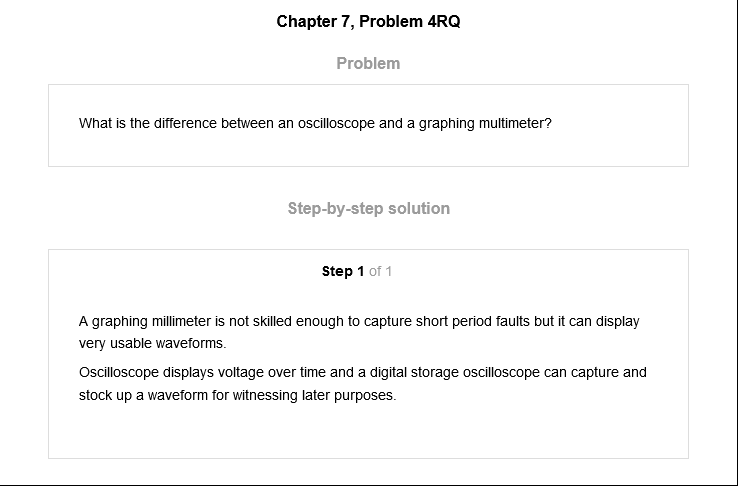 Chapter 7, Problem 4RQ
Problem
What is the difference between an oscilloscope and a graphing multimeter?
Step-by-step solution
Step 1 of 1
A graphing millimeter is not skilled enough to capture short period faults but it can display
very usable waveforms.
Oscilloscope displays voltage over time and a digital storage oscilloscope can capture and
stock up a waveform for witnessing later purposes.